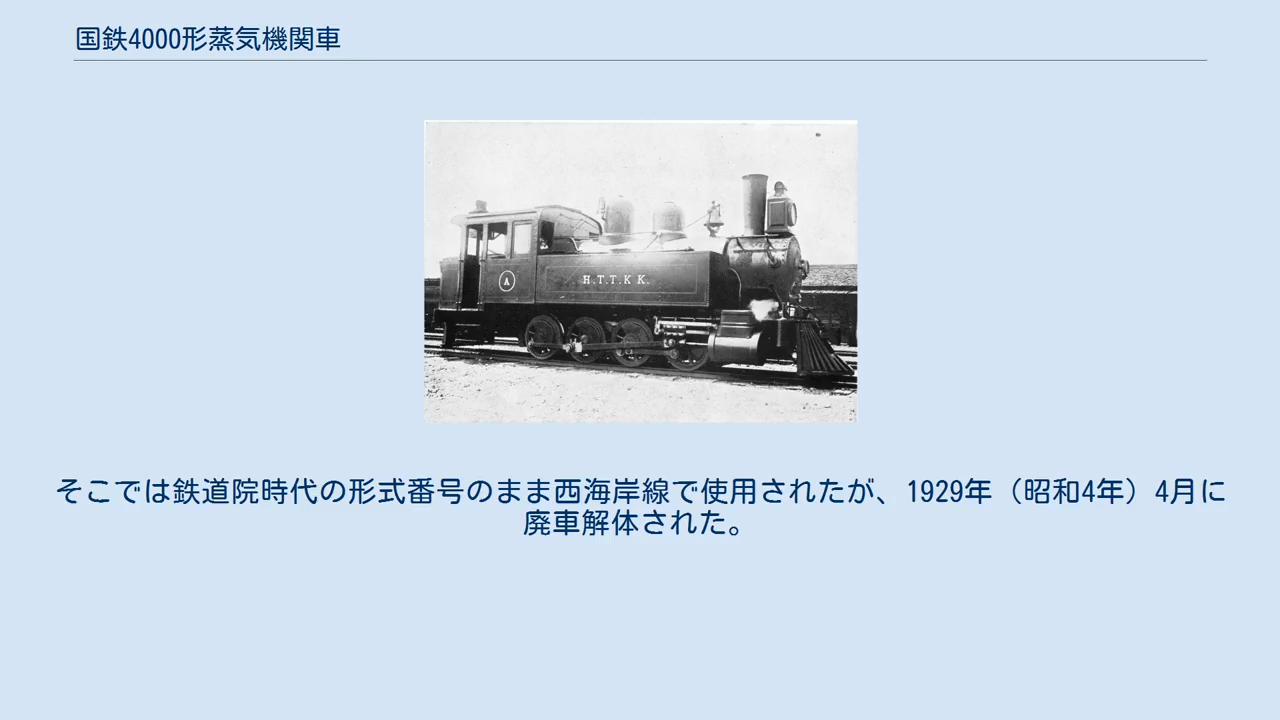 国鉄4000形蒸気機関車
A
H.T.T.K K.
そこでは鉄道院時代の形式番号のまま西海岸線で使用されたが、1929年（昭和4年）4月に
廃車解体された。